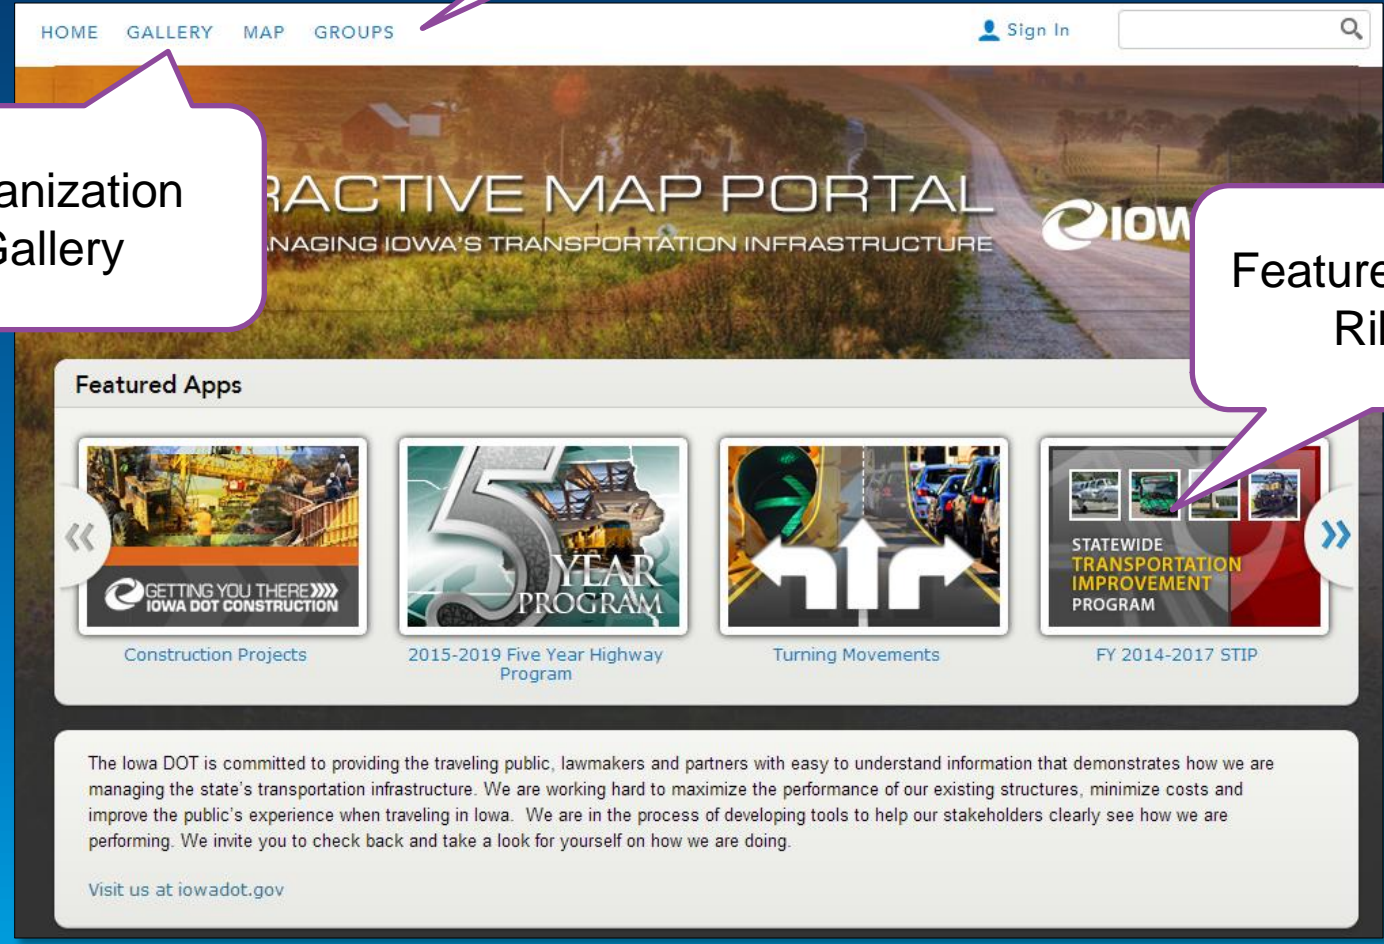 HOME GALLERY MAP GROUPS Sign In
anization
Gallery
RACTIVE MAP PORTAL
NAGING IOWA'S TRANSPORTATION INFRASTRUCTURE
IOW
Feature
Ri
Featured Apps
GETTING YOU THERE
IOWA DOT CONSTRUCTION
5
YEAR
PROGRAM
STATEWIDE
TRANSPORTATION
IMPROVEMENT
PROGRAM
Construction Projects
2015-2019 Five Year Highway
Program
Turning Movements
FY 2014-2017 STIP
The Iowa DOT is committed to providing the traveling public, lawmakers and partners with easy to understand information that demonstrates how we are
managing the state's transportation infrastructure. We are working hard to maximize the performance of our existing structures, minimize costs and
improve the public's experience when traveling in Iowa. We are in the process of developing tools to help our stakeholders clearly see how we are
performing. We invite you to check back and take a look for yourself on how we are doing.
Visit us at iowadot.gov